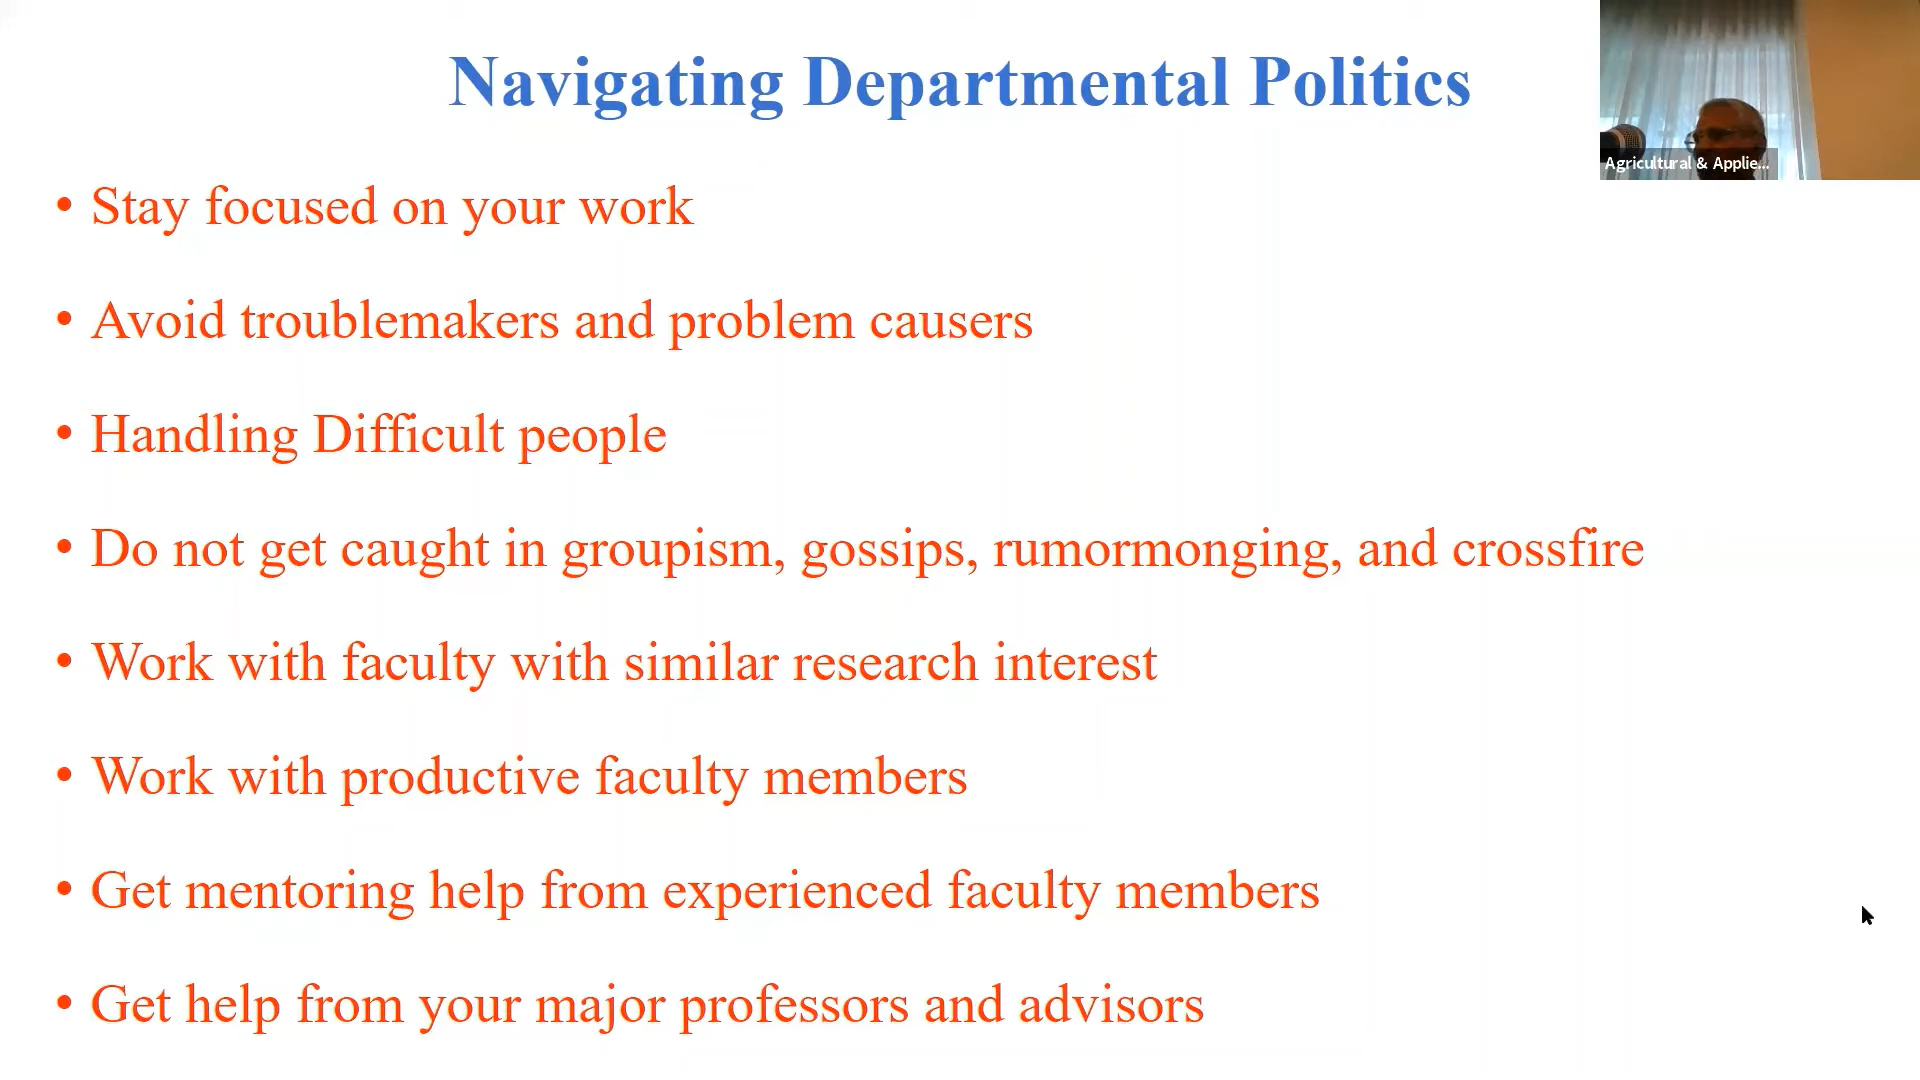 Navigating Departmental Politics
Agricultural & Applie...
• Stay focused on your work
• Avoid troublemakers and problem causers
• Handling Difficult people
• Do not get caught in groupism, gossips, rumormonging, and crossfire
• Work with faculty with similar research interest
• Work with productive faculty members
• Get mentoring help from experienced faculty members
• Get help from your major professors and advisors